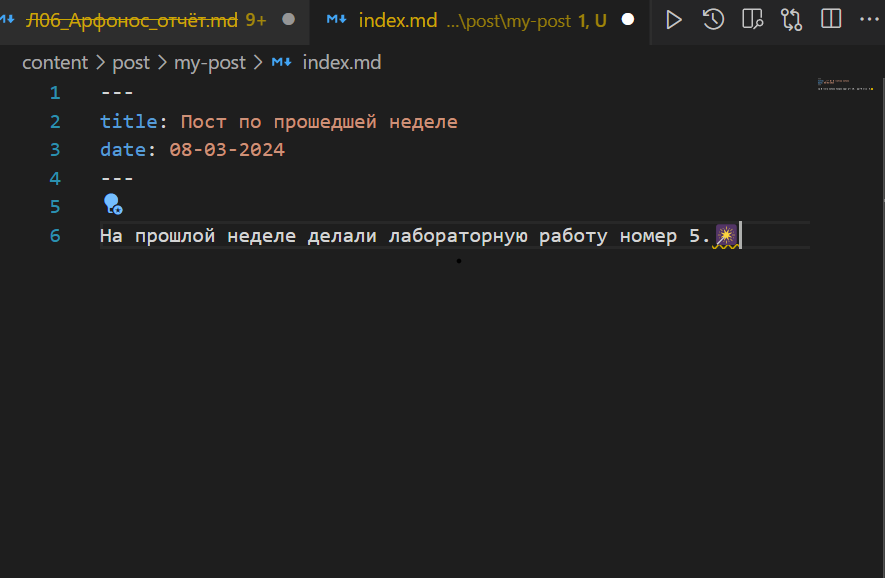 Л06_Арфонос_отчёт.md 9+ index.md ...\post\my-post 1, U
content > post > my-post > index.md
1 ---
2 title: Пост по прошедшей неделе
3 date: 08-03-2024
4 ---
5
6 На прошлой неделе делали лабораторную работу номер 5.🎇